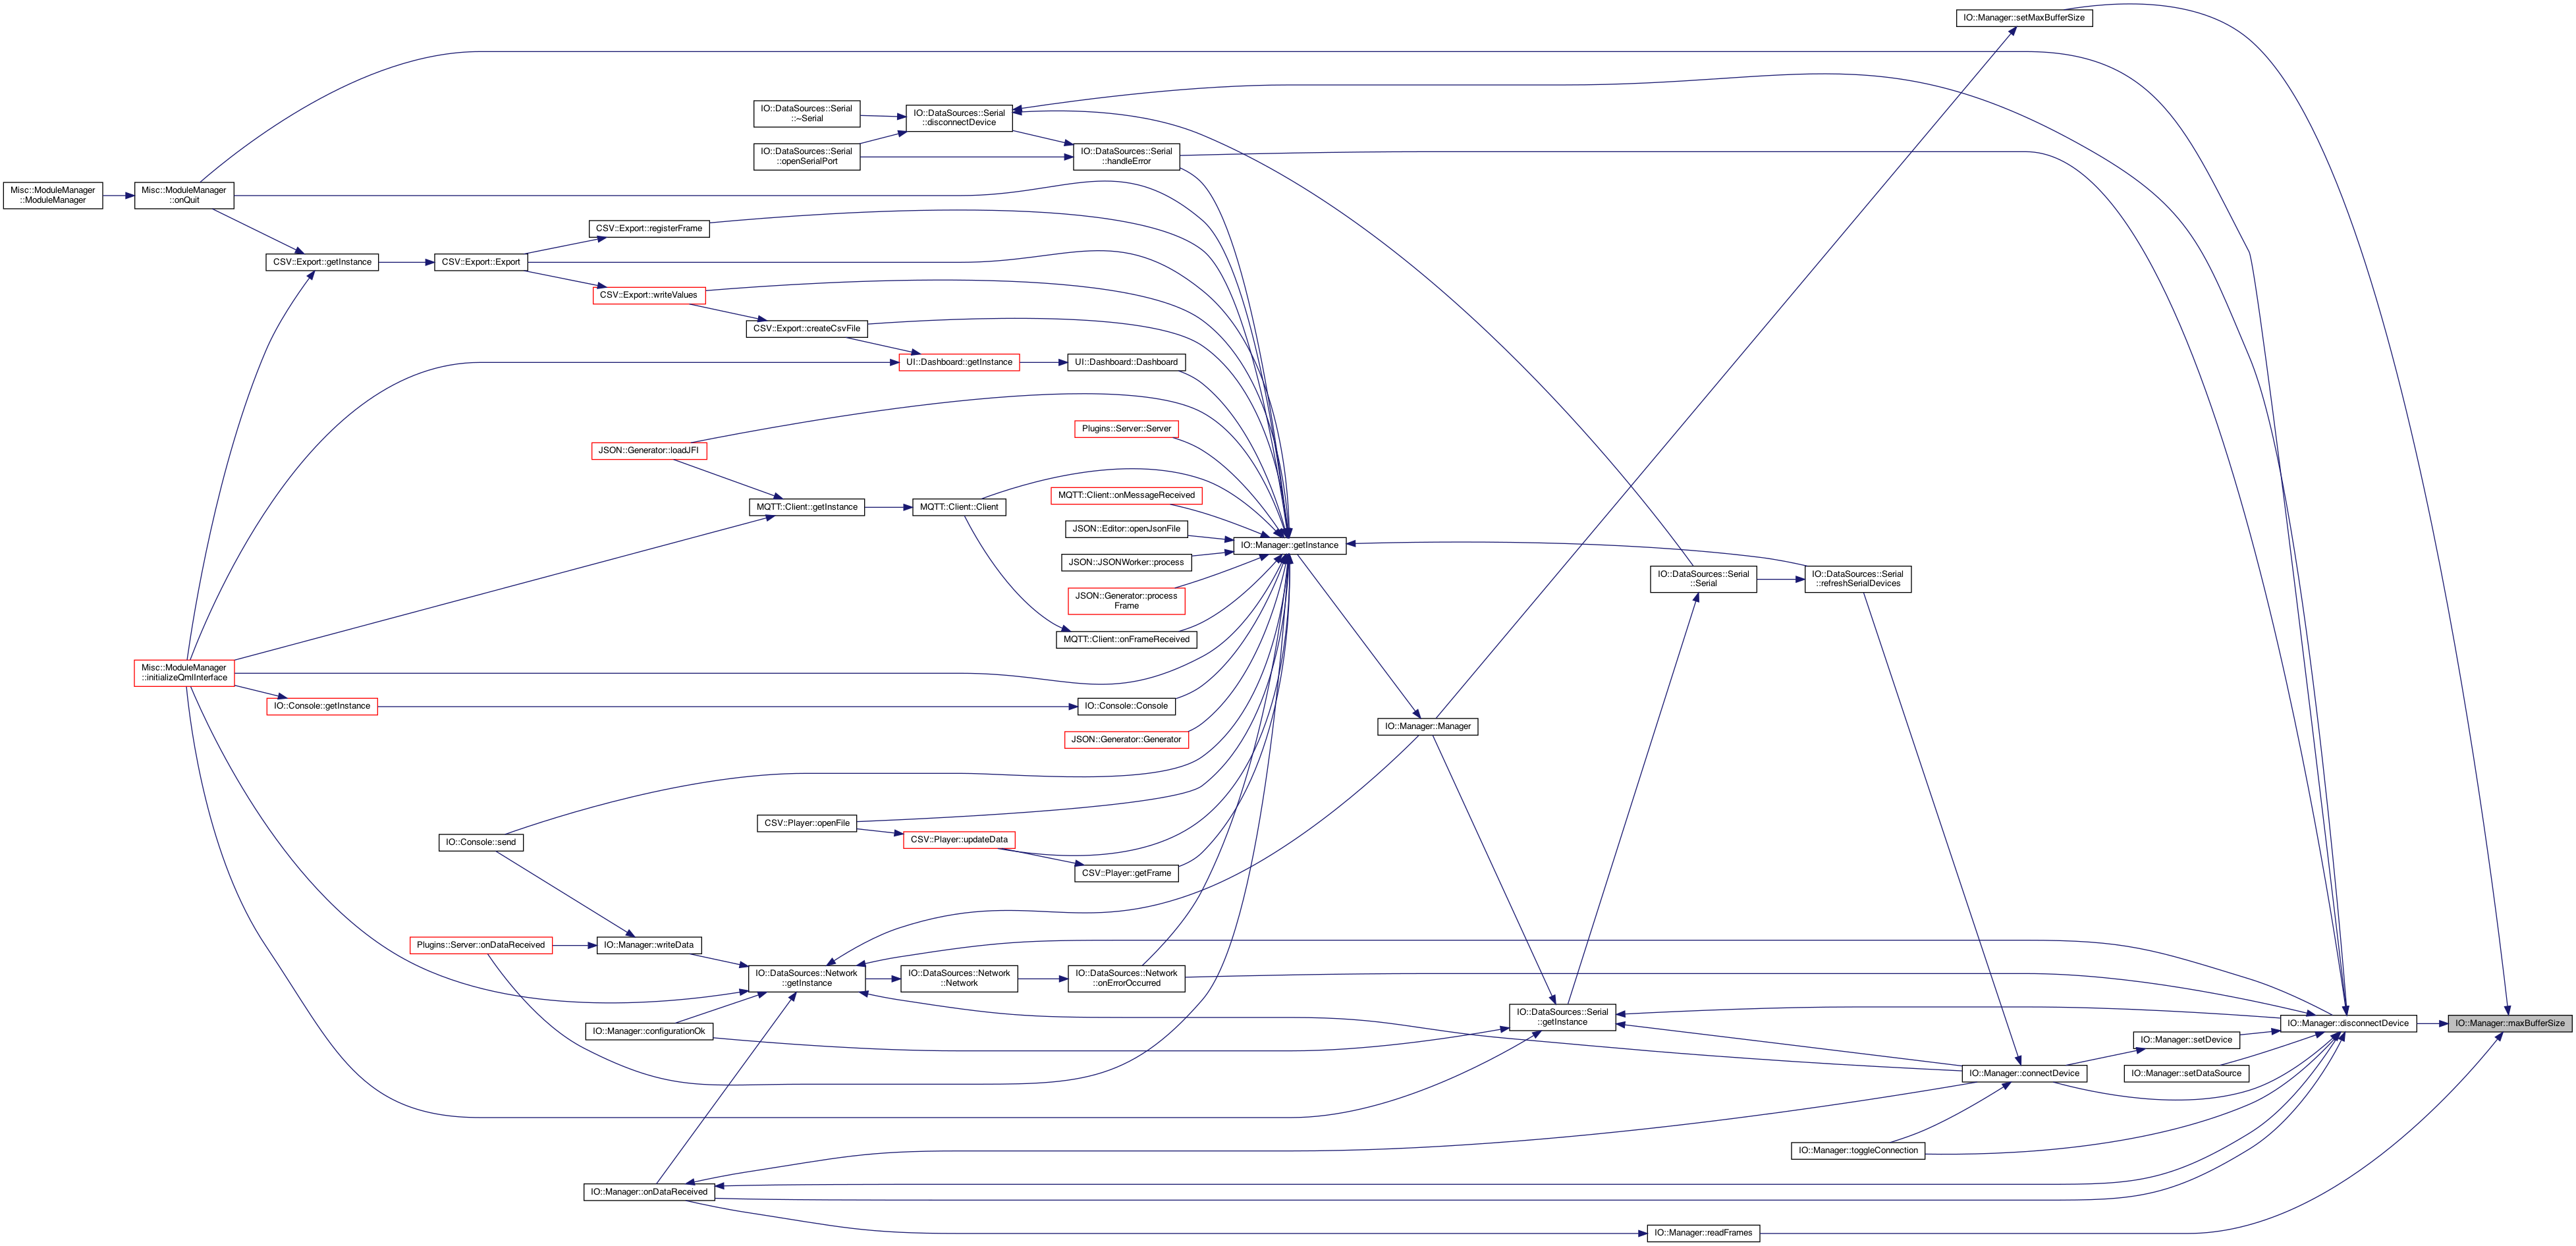 IO::Manager::setMaxBufferSize
IO::DataSources::Serial
::~Serial
IO::DataSources::Serial
::disconnectDevice
IO::DataSources::Serial
::openSerialPort
IO::DataSources::Serial
::handleError
Misc::ModuleManager
::ModuleManager
Misc::ModuleManager
::onQuit
CSV::Export::registerFrame
CSV::Export::getInstance
CSV::Export::Export
CSV::Export::writeValues
CSV::Export::createCsvFile
UI::Dashboard::getInstance
UI::Dashboard::Dashboard
Plugins::Server::Server
JSON::Generator::loadJFI
MQTT::Client::onMessageReceived
MQTT::Client::getInstance
MQTT::Client::Client
JSON::Editor::openJsonFile
IO::Manager::getInstance
JSON::JSONWorker::process
IO::DataSources::Serial
::Serial
IO::DataSources::Serial
::refreshSerialDevices
JSON::Generator::process
Frame
MQTT::Client::onFrameReceived
Misc::ModuleManager
::initializeQmlInterface
IO::Console::getInstance
IO::Console::Console
IO::Manager::Manager
JSON::Generator::Generator
CSV::Player::openFile
IO::Console::send
CSV::Player::updateData
CSV::Player::getFrame
Plugins::Server::onDataReceived
IO::Manager::writeData
IO::DataSources::Network
::getInstance
IO::DataSources::Network
::Network
IO::DataSources::Network
::onErrorOccurred
IO::Manager::configurationOk
IO::DataSources::Serial
::getInstance
IO::Manager::disconnectDevice
IO::Manager::maxBufferSize
IO::Manager::setDevice
IO::Manager::connectDevice
IO::Manager::setDataSource
IO::Manager::toggleConnection
IO::Manager::onDataReceived
IO::Manager::readFrames